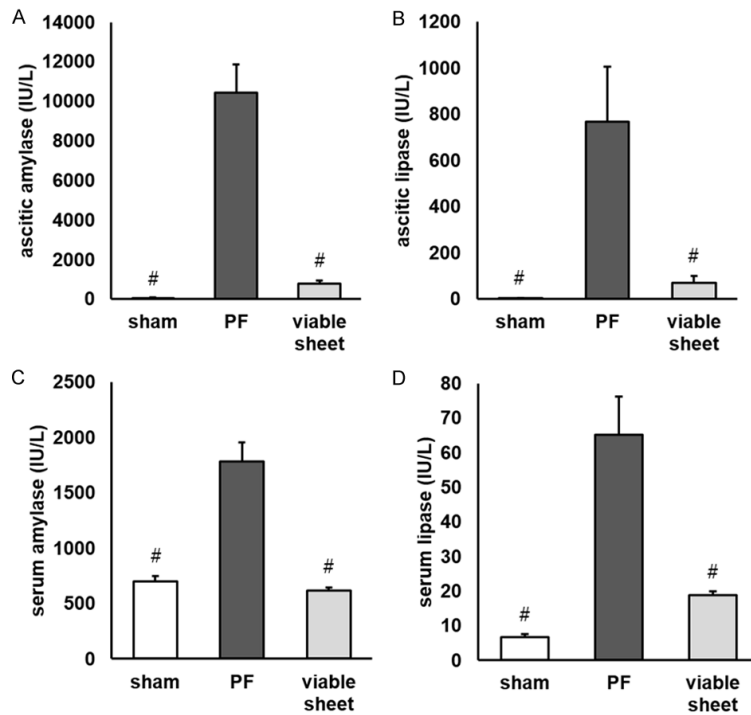 A
ascitic amylase (IU/L)
14000
12000
10000
8000
6000
4000
2000
0
#
#
sham
PF
viable
sheet
B
ascitic lipase (IU/L)
1200
1000
800
600
400
200
0
#
#
sham
PF
viable
sheet
C
serum amylase (IU/L)
2500
2000
1500
1000
500
0
#
#
sham
PF
viable
sheet
D
serum lipase (IU/L)
80
70
60
50
40
30
20
10
0
#
#
sham
PF
viable
sheet